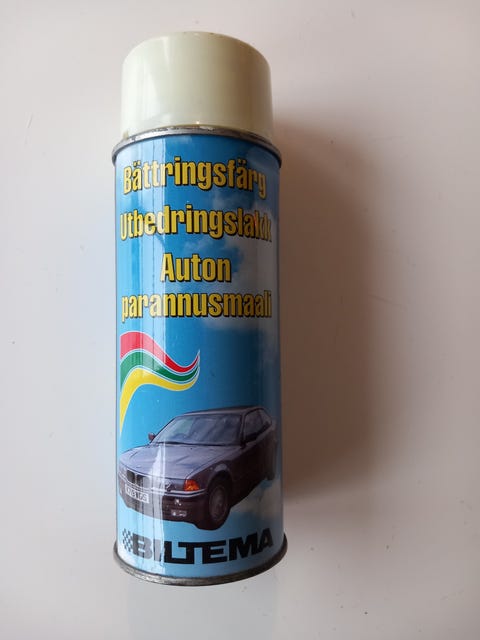 Bättringsfärg
Utbedringslakk
Auton
parannusmaali
BILTEMA